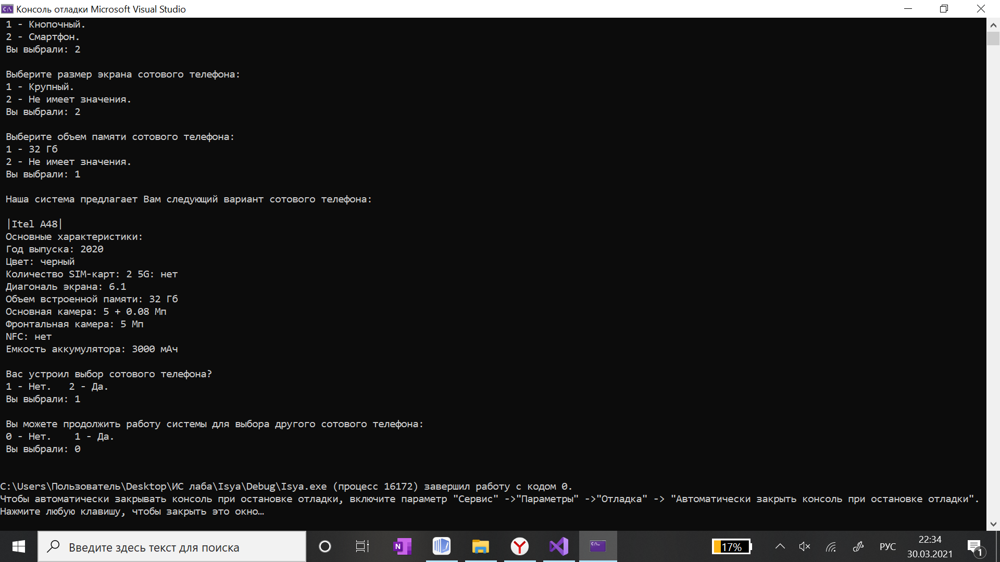 Консоль отладки Microsoft Visual Studio
1 - Кнопочный.
2 - Смартфон.
Вы выбрали: 2
Выберите размер экрана сотового телефона:
1 - Крупный.
2 - Не имеет значения.
Вы выбрали: 2
Выберите объем памяти сотового телефона:
1 - 32 Гб
2 - Не имеет значения.
Вы выбрали: 1
Наша система предлагает Вам следующий вариант сотового телефона:
|Itel A48|
Основные характеристики:
Год выпуска: 2020
Цвет: черный
Количество SIM-карт: 2 5G: нет
Диагональ экрана: 6.1
Объем встроенной памяти: 32 Гб
Основная камера: 5 + 0.08 Мп
Фронтальная камера: 5 Мп
NFC: нет
Емкость аккумулятора: 3000 мАч
Вас устроил выбор сотового телефона?
1 - Нет.   2 - Да.
Вы выбрали: 1
Вы можете продолжить работу системы для выбора другого сотового телефона:
0 - Нет.    1 - Да.
Вы выбрали: 0
C:\Users\Пользователь\Desktop\ИС лаба\Isya\Debug\Isya.exe (процесс 16172) завершил работу с кодом 0.
Чтобы автоматически закрывать консоль при остановке отладки, включите параметр "Сервис" ->"Параметры" ->"Отладка" -> "Автоматически закрыть консоль при остановке отладки".
Нажмите любую клавишу, чтобы закрыть это окно…
Введите здесь текст для поиска
17%
РУС
22:34
30.03.2021
1